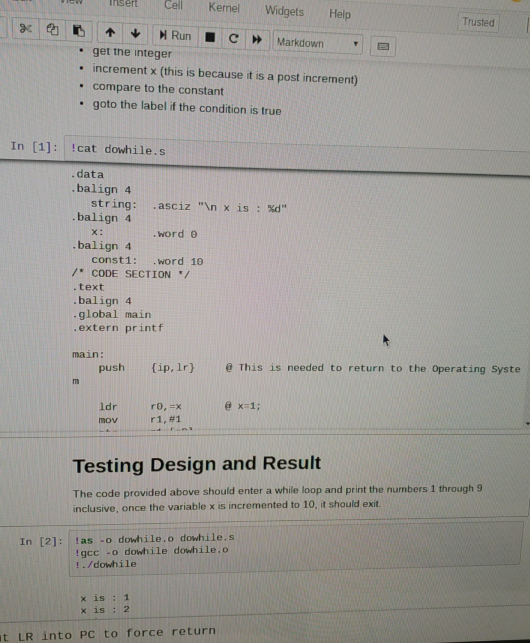 View Insert Cell Kernel Widgets Help
Trusted
Run Markdown
• get the integer
• increment x (this is because it is a post increment)
• compare to the constant
• goto the label if the condition is true
In [1]: !cat dowhile.s
.data
.balign 4
string: .asciz "\n x is : %d"
.balign 4
x: .word 0
.balign 4
const1: .word 10
/* CODE SECTION */
.text
.balign 4
.global main
.extern printf
main:
push {ip,lr} @ This is needed to return to the Operating Syste
m
ldr r0,=x @ x=1;
mov r1,#1
Testing Design and Result
The code provided above should enter a while loop and print the numbers 1 through 9
inclusive, once the variable x is incremented to 10, it should exit.
In [2]: !as -o dowhile.o dowhile.s
!gcc -o dowhile dowhile.o
!./dowhile
x is : 1
x is : 2
LR into PC to force return